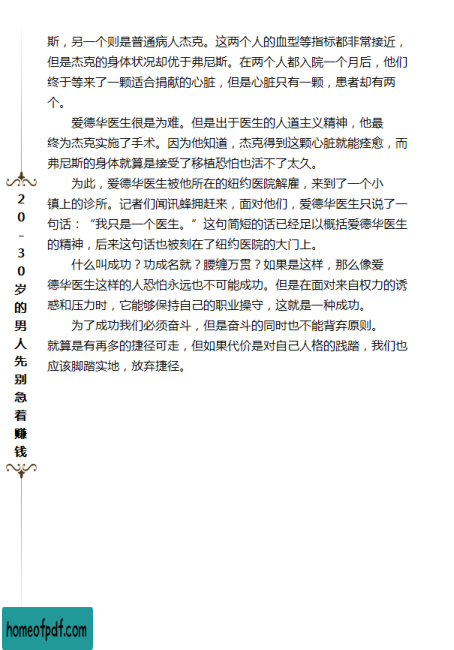 斯，另一个则是普通病人杰克。这两个人的血型等指标都非常接近，
但是杰克的身体状况却优于弗尼斯。在两个人都入院一个月后，他们
终于等来了一颗适合捐献的心脏，但是心脏只有一颗，患者却有两
个。
爱德华医生很是为难。但是出于医生的人道主义精神，他最
终为杰克实施了手术。因为他知道，杰克得到这颗心脏就能痊愈，而
弗尼斯的身体就算是接受了移植恐怕也活不了太久。
为此，爱德华医生被他所在的纽约医院解雇，来到了一个小
镇上的诊所。记者们闻讯蜂拥赶来，面对他们，爱德华医生只说了一
句话：“我只是一个医生。”这句简短的话已经足以概括爱德华医生
的精神，后来这句话也被刻在了纽约医院的大门上。
什么叫成功？功成名就？腰缠万贯？如果是这样，那么像爱
德华医生这样的人恐怕永远也不可能成功。但是在面对来自权力的诱
惑和压力时，它能够保持自己的职业操守，这就是一种成功。
为了成功我们必须奋斗，但是奋斗的同时也不能背弃原则。
就算是有再多的捷径可走，但如果代价是对自己人格的践踏，我们也
应该脚踏实地，放弃捷径。
20-30岁的男人先别急着赚钱
homeofpdf.com